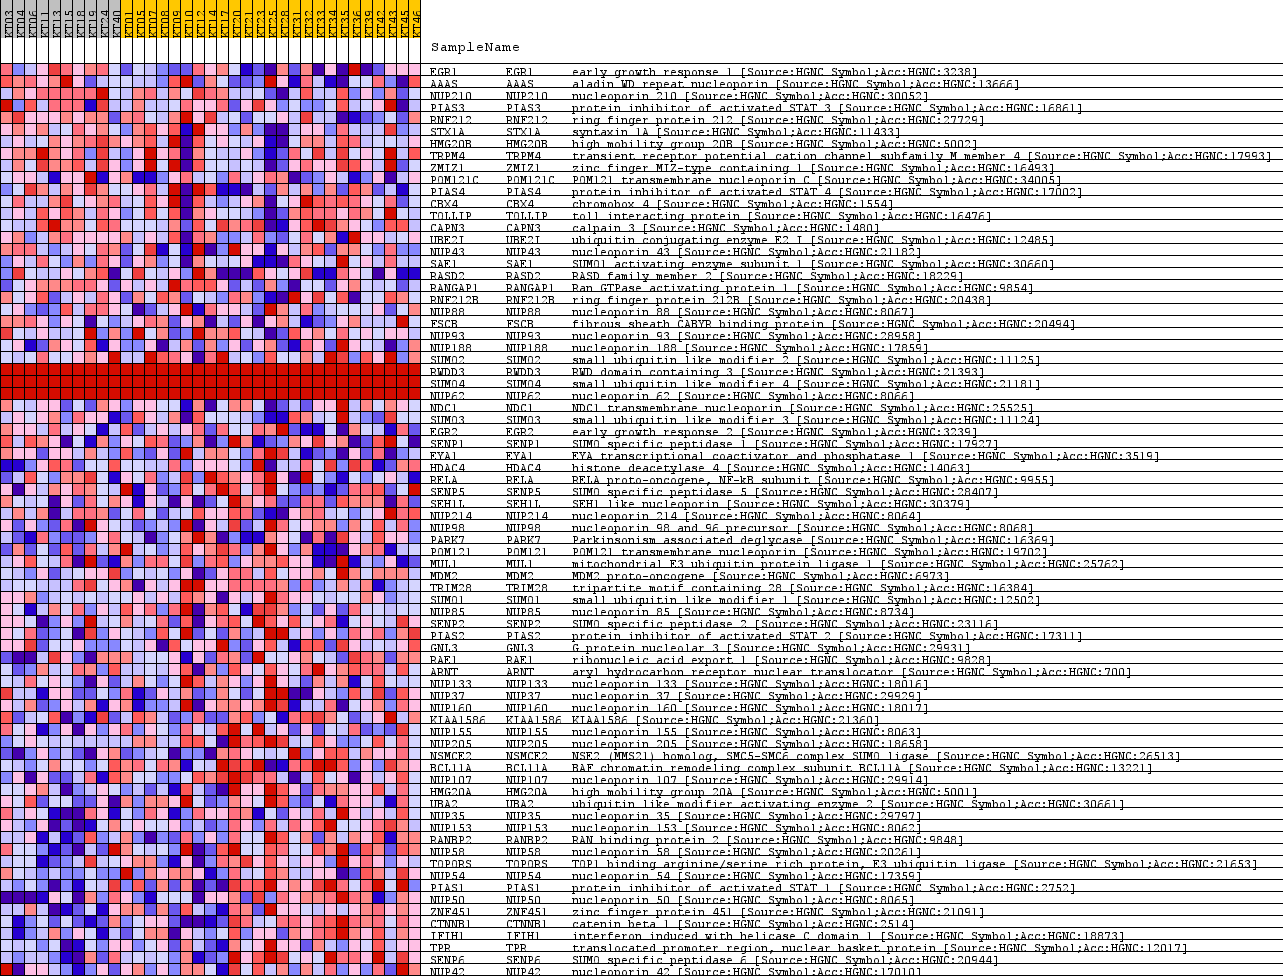 KT03 KT04 KT06 KT11 KT13 KT15 KT18 KT19 KT24 KT40 KT01 KT05 KT07 KT08 KT09 KT10 KT12 KT14 KT17 KT20 KT21 KT23 KT25 KT28 KT31 KT32 KT33 KT34 KT35 KT36 KT39 KT42 KT43 KT45 KT46
SampleName
EGR1 EGR1 early growth response 1 [Source:HGNC Symbol;Acc:HGNC:3238]
AAAS AAAS aladin WD repeat nucleoporin [Source:HGNC Symbol;Acc:HGNC:13666]
NUP210 NUP210 nucleoporin 210 [Source:HGNC Symbol;Acc:HGNC:30052]
PIAS3 PIAS3 protein inhibitor of activated STAT 3 [Source:HGNC Symbol;Acc:HGNC:16861]
RNF212 RNF212 ring finger protein 212 [Source:HGNC Symbol;Acc:HGNC:27729]
STX1A STX1A syntaxin 1A [Source:HGNC Symbol;Acc:HGNC:11433]
HMG20B HMG20B high mobility group 20B [Source:HGNC Symbol;Acc:HGNC:5002]
TRPM4 TRPM4 transient receptor potential cation channel subfamily M member 4 [Source:HGNC Symbol;Acc:HGNC:17993]
ZMIZ1 ZMIZ1 zinc finger MIZ-type containing 1 [Source:HGNC Symbol;Acc:HGNC:16493]
POM121C POM121C POM121 transmembrane nucleoporin C [Source:HGNC Symbol;Acc:HGNC:34005]
PIAS4 PIAS4 protein inhibitor of activated STAT 4 [Source:HGNC Symbol;Acc:HGNC:17002]
CBX4 CBX4 chromobox 4 [Source:HGNC Symbol;Acc:HGNC:1554]
TOLLIP TOLLIP toll interacting protein [Source:HGNC Symbol;Acc:HGNC:16476]
CAPN3 CAPN3 calpain 3 [Source:HGNC Symbol;Acc:HGNC:1480]
UBE2I UBE2I ubiquitin conjugating enzyme E2 I [Source:HGNC Symbol;Acc:HGNC:12485]
NUP43 NUP43 nucleoporin 43 [Source:HGNC Symbol;Acc:HGNC:21182]
SAE1 SAE1 SUMO1 activating enzyme subunit 1 [Source:HGNC Symbol;Acc:HGNC:30660]
RASD2 RASD2 RASD family member 2 [Source:HGNC Symbol;Acc:HGNC:18229]
RANGAP1 RANGAP1 Ran GTPase activating protein 1 [Source:HGNC Symbol;Acc:HGNC:9854]
RNF212B RNF212B ring finger protein 212B [Source:HGNC Symbol;Acc:HGNC:20438]
NUP88 NUP88 nucleoporin 88 [Source:HGNC Symbol;Acc:HGNC:8067]
FSCB FSCB fibrous sheath CABYR binding protein [Source:HGNC Symbol;Acc:HGNC:20494]
NUP93 NUP93 nucleoporin 93 [Source:HGNC Symbol;Acc:HGNC:28958]
NUP188 NUP188 nucleoporin 188 [Source:HGNC Symbol;Acc:HGNC:17859]
SUMO2 SUMO2 small ubiquitin like modifier 2 [Source:HGNC Symbol;Acc:HGNC:11125]
RWDD3 RWDD3 RWD domain containing 3 [Source:HGNC Symbol;Acc:HGNC:21393]
SUMO4 SUMO4 small ubiquitin like modifier 4 [Source:HGNC Symbol;Acc:HGNC:21181]
NUP62 NUP62 nucleoporin 62 [Source:HGNC Symbol;Acc:HGNC:8066]
NDC1 NDC1 NDC1 transmembrane nucleoporin [Source:HGNC Symbol;Acc:HGNC:25525]
SUMO3 SUMO3 small ubiquitin like modifier 3 [Source:HGNC Symbol;Acc:HGNC:11124]
EGR2 EGR2 early growth response 2 [Source:HGNC Symbol;Acc:HGNC:3239]
SENP1 SENP1 SUMO specific peptidase 1 [Source:HGNC Symbol;Acc:HGNC:17927]
EYA1 EYA1 EYA transcriptional coactivator and phosphatase 1 [Source:HGNC Symbol;Acc:HGNC:3519]
HDAC4 HDAC4 histone deacetylase 4 [Source:HGNC Symbol;Acc:HGNC:14063]
RELA RELA RELA proto-oncogene, NF-kB subunit [Source:HGNC Symbol;Acc:HGNC:9955]
SENP5 SENP5 SUMO specific peptidase 5 [Source:HGNC Symbol;Acc:HGNC:28407]
SEH1L SEH1L SEH1 like nucleoporin [Source:HGNC Symbol;Acc:HGNC:30379]
NUP214 NUP214 nucleoporin 214 [Source:HGNC Symbol;Acc:HGNC:8064]
NUP98 NUP98 nucleoporin 98 and 96 precursor [Source:HGNC Symbol;Acc:HGNC:8068]
PARK7 PARK7 Parkinsonism associated deglycase [Source:HGNC Symbol;Acc:HGNC:16369]
POM121 POM121 POM121 transmembrane nucleoporin [Source:HGNC Symbol;Acc:HGNC:19702]
MUL1 MUL1 mitochondrial E3 ubiquitin protein ligase 1 [Source:HGNC Symbol;Acc:HGNC:25762]
MDM2 MDM2 MDM2 proto-oncogene [Source:HGNC Symbol;Acc:HGNC:6973]
TRIM28 TRIM28 tripartite motif containing 28 [Source:HGNC Symbol;Acc:HGNC:16384]
SUMO1 SUMO1 small ubiquitin like modifier 1 [Source:HGNC Symbol;Acc:HGNC:12502]
NUP85 NUP85 nucleoporin 85 [Source:HGNC Symbol;Acc:HGNC:8734]
SENP2 SENP2 SUMO specific peptidase 2 [Source:HGNC Symbol;Acc:HGNC:23116]
PIAS2 PIAS2 protein inhibitor of activated STAT 2 [Source:HGNC Symbol;Acc:HGNC:17311]
GNL3 GNL3 G protein nucleolar 3 [Source:HGNC Symbol;Acc:HGNC:29931]
RAE1 RAE1 ribonucleic acid export 1 [Source:HGNC Symbol;Acc:HGNC:9828]
ARNT ARNT aryl hydrocarbon receptor nuclear translocator [Source:HGNC Symbol;Acc:HGNC:700]
NUP133 NUP133 nucleoporin 133 [Source:HGNC Symbol;Acc:HGNC:18016]
NUP37 NUP37 nucleoporin 37 [Source:HGNC Symbol;Acc:HGNC:29929]
NUP160 NUP160 nucleoporin 160 [Source:HGNC Symbol;Acc:HGNC:18017]
KIAA1586 KIAA1586 KIAA1586 [Source:HGNC Symbol;Acc:HGNC:21360]
NUP155 NUP155 nucleoporin 155 [Source:HGNC Symbol;Acc:HGNC:8063]
NUP205 NUP205 nucleoporin 205 [Source:HGNC Symbol;Acc:HGNC:18658]
NSMCE2 NSMCE2 NSE2 (MMS21) homolog, SMC5-SMC6 complex SUMO ligase [Source:HGNC Symbol;Acc:HGNC:26513]
BCL11A BCL11A BAF chromatin remodeling complex subunit BCL11A [Source:HGNC Symbol;Acc:HGNC:13221]
NUP107 NUP107 nucleoporin 107 [Source:HGNC Symbol;Acc:HGNC:29914]
HMG20A HMG20A high mobility group 20A [Source:HGNC Symbol;Acc:HGNC:5001]
UBA2 UBA2 ubiquitin like modifier activating enzyme 2 [Source:HGNC Symbol;Acc:HGNC:30661]
NUP35 NUP35 nucleoporin 35 [Source:HGNC Symbol;Acc:HGNC:29797]
NUP153 NUP153 nucleoporin 153 [Source:HGNC Symbol;Acc:HGNC:8062]
RANBP2 RANBP2 RAN binding protein 2 [Source:HGNC Symbol;Acc:HGNC:9848]
NUP58 NUP58 nucleoporin 58 [Source:HGNC Symbol;Acc:HGNC:20261]
TOPORS TOPORS TOP1 binding arginine/serine rich protein, E3 ubiquitin ligase [Source:HGNC Symbol;Acc:HGNC:21653]
NUP54 NUP54 nucleoporin 54 [Source:HGNC Symbol;Acc:HGNC:17359]
PIAS1 PIAS1 protein inhibitor of activated STAT 1 [Source:HGNC Symbol;Acc:HGNC:2752]
NUP50 NUP50 nucleoporin 50 [Source:HGNC Symbol;Acc:HGNC:8065]
ZNF451 ZNF451 zinc finger protein 451 [Source:HGNC Symbol;Acc:HGNC:21091]
CTNNB1 CTNNB1 catenin beta 1 [Source:HGNC Symbol;Acc:HGNC:2514]
IFIH1 IFIH1 interferon induced with helicase C domain 1 [Source:HGNC Symbol;Acc:HGNC:18873]
TPR TPR translocated promoter region, nuclear basket protein [Source:HGNC Symbol;Acc:HGNC:12017]
SENP6 SENP6 SUMO specific peptidase 6 [Source:HGNC Symbol;Acc:HGNC:20944]
NUP42 NUP42 nucleoporin 42 [Source:HGNC Symbol;Acc:HGNC:17010]